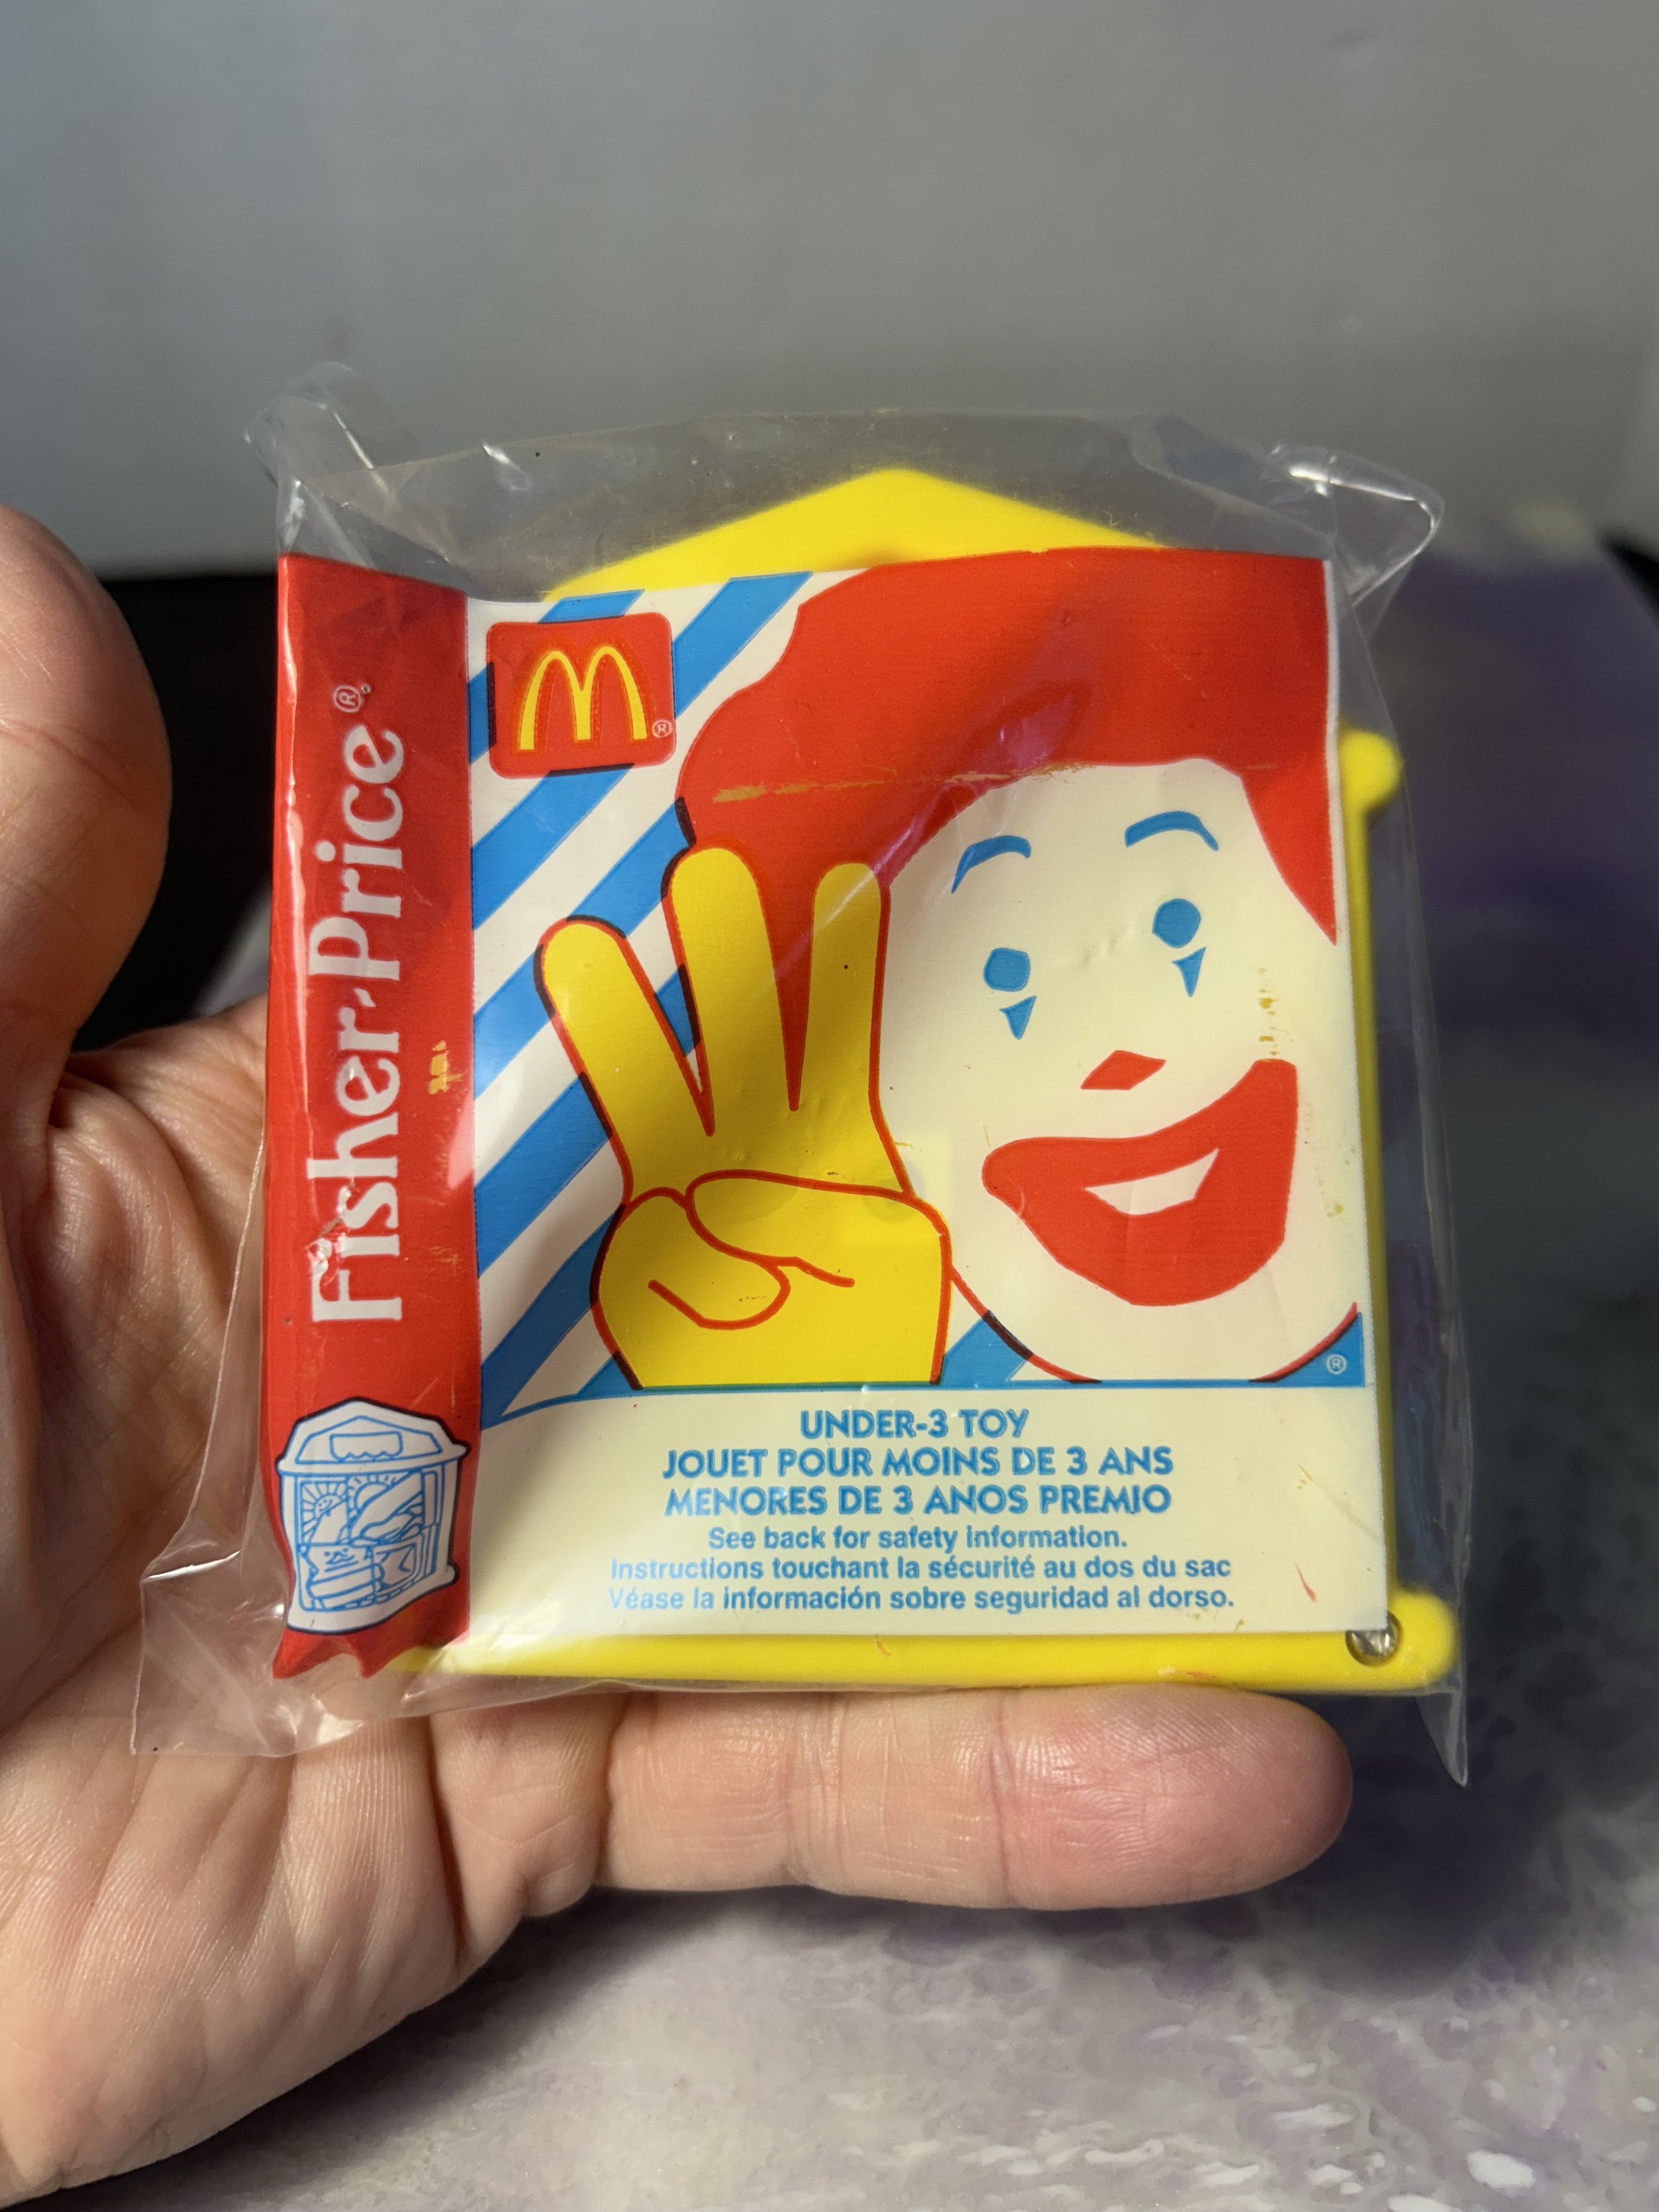 Fisher-Price®
M®
®
UNDER-3 TOY
JOUET POUR MOINS DE 3 ANS
MENORES DE 3 ANOS PREMIO
See back for safety information.
Instructions touchant la sécurité au dos du sac
Véase la información sobre seguridad al dorso.